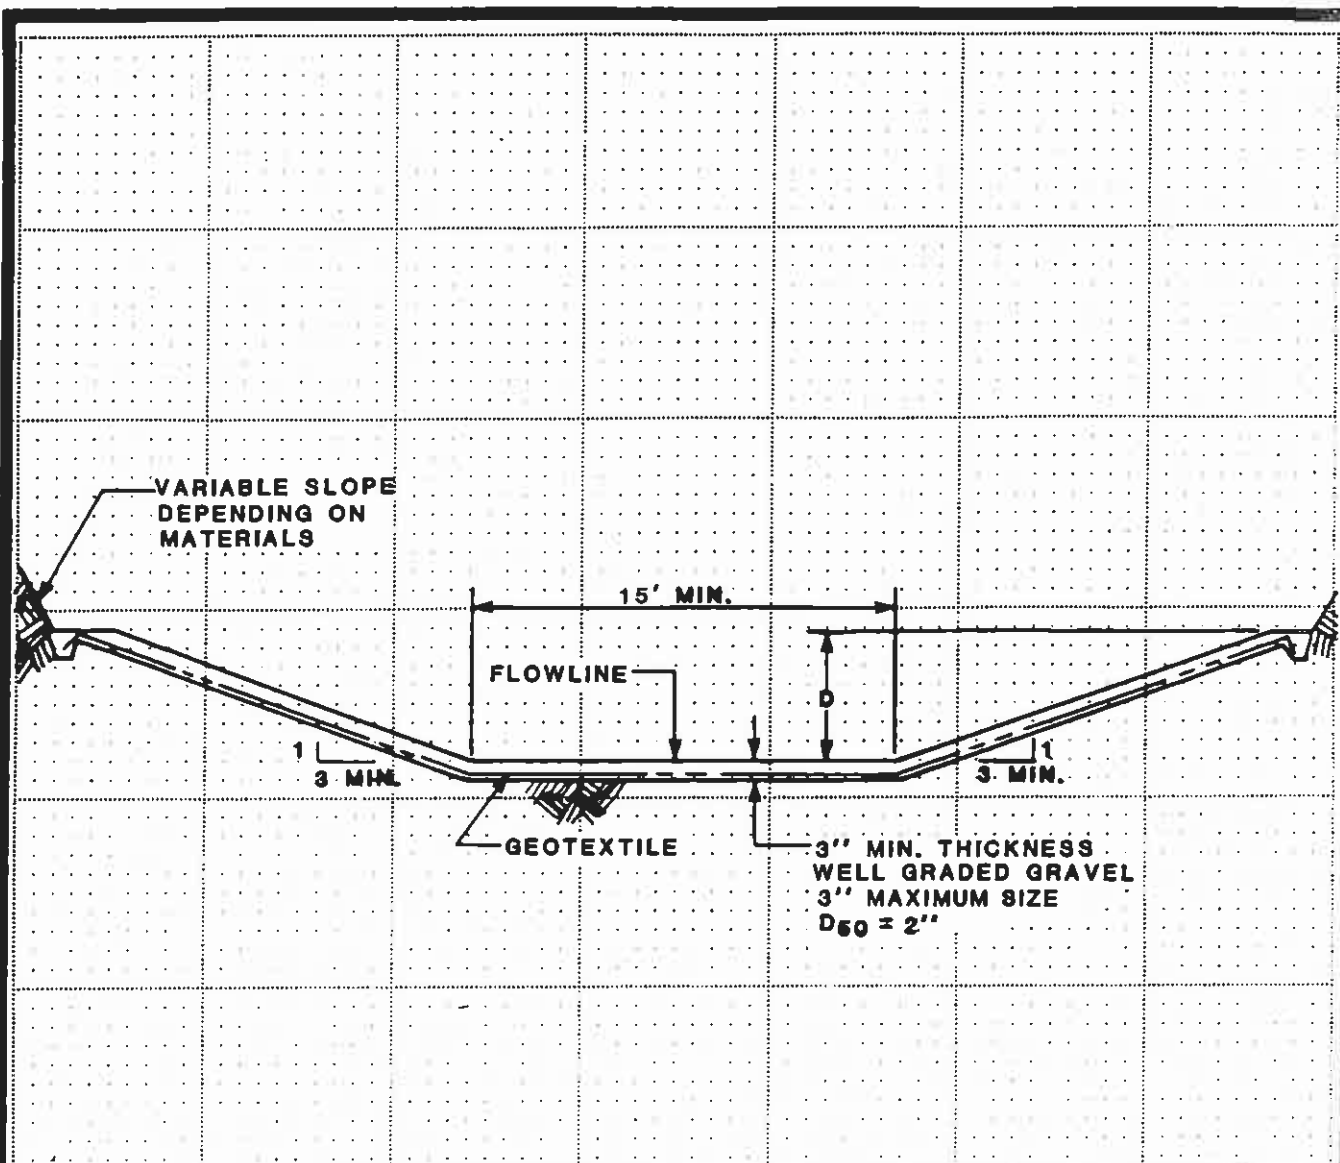 VARIABLE SLOPE
DEPENDING ON
MATERIALS
15' MIN.
FLOWLINE
D
1
3 MIN.
1
3 MIN.
GEOTEXTILE
3" MIN. THICKNESS
WELL GRADED GRAVEL
3" MAXIMUM SIZE
D50 = 2"